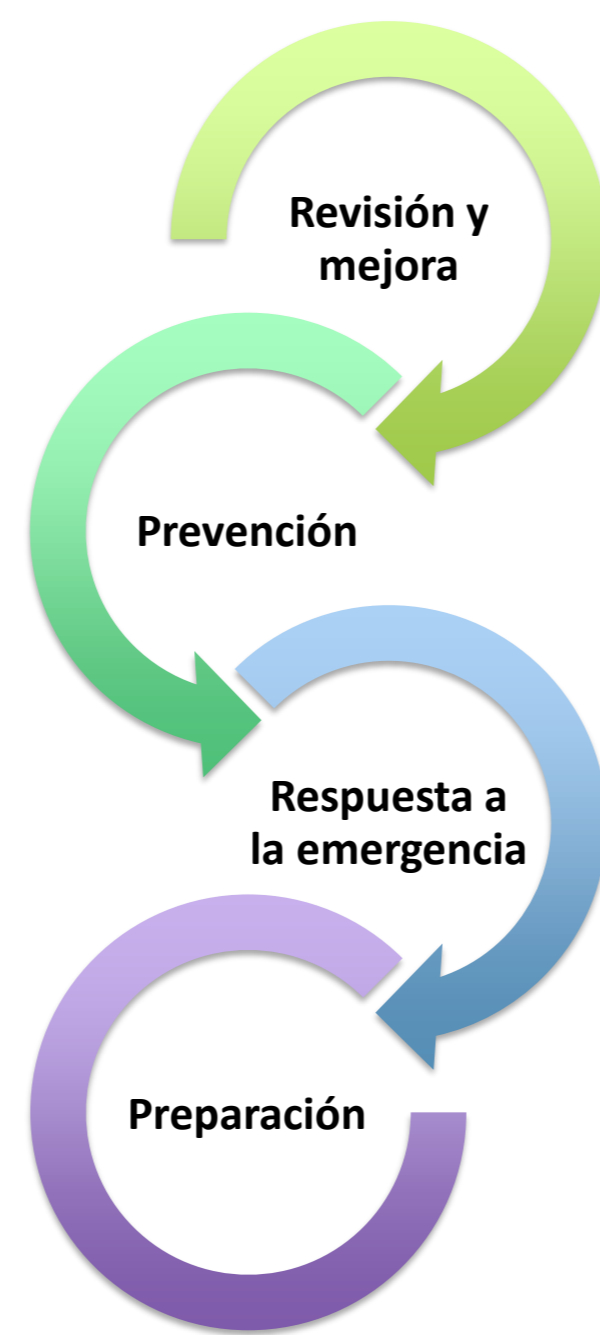 Revisión y
mejora
Prevención
Respuesta a
la emergencia
Preparación